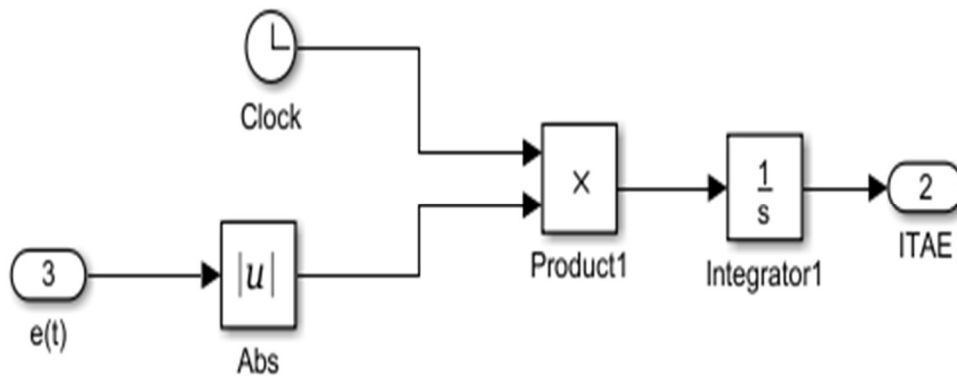 Clock
3
e(t)
|u|
Abs
×
Product1
1
s
Integrator1
2
ITAE